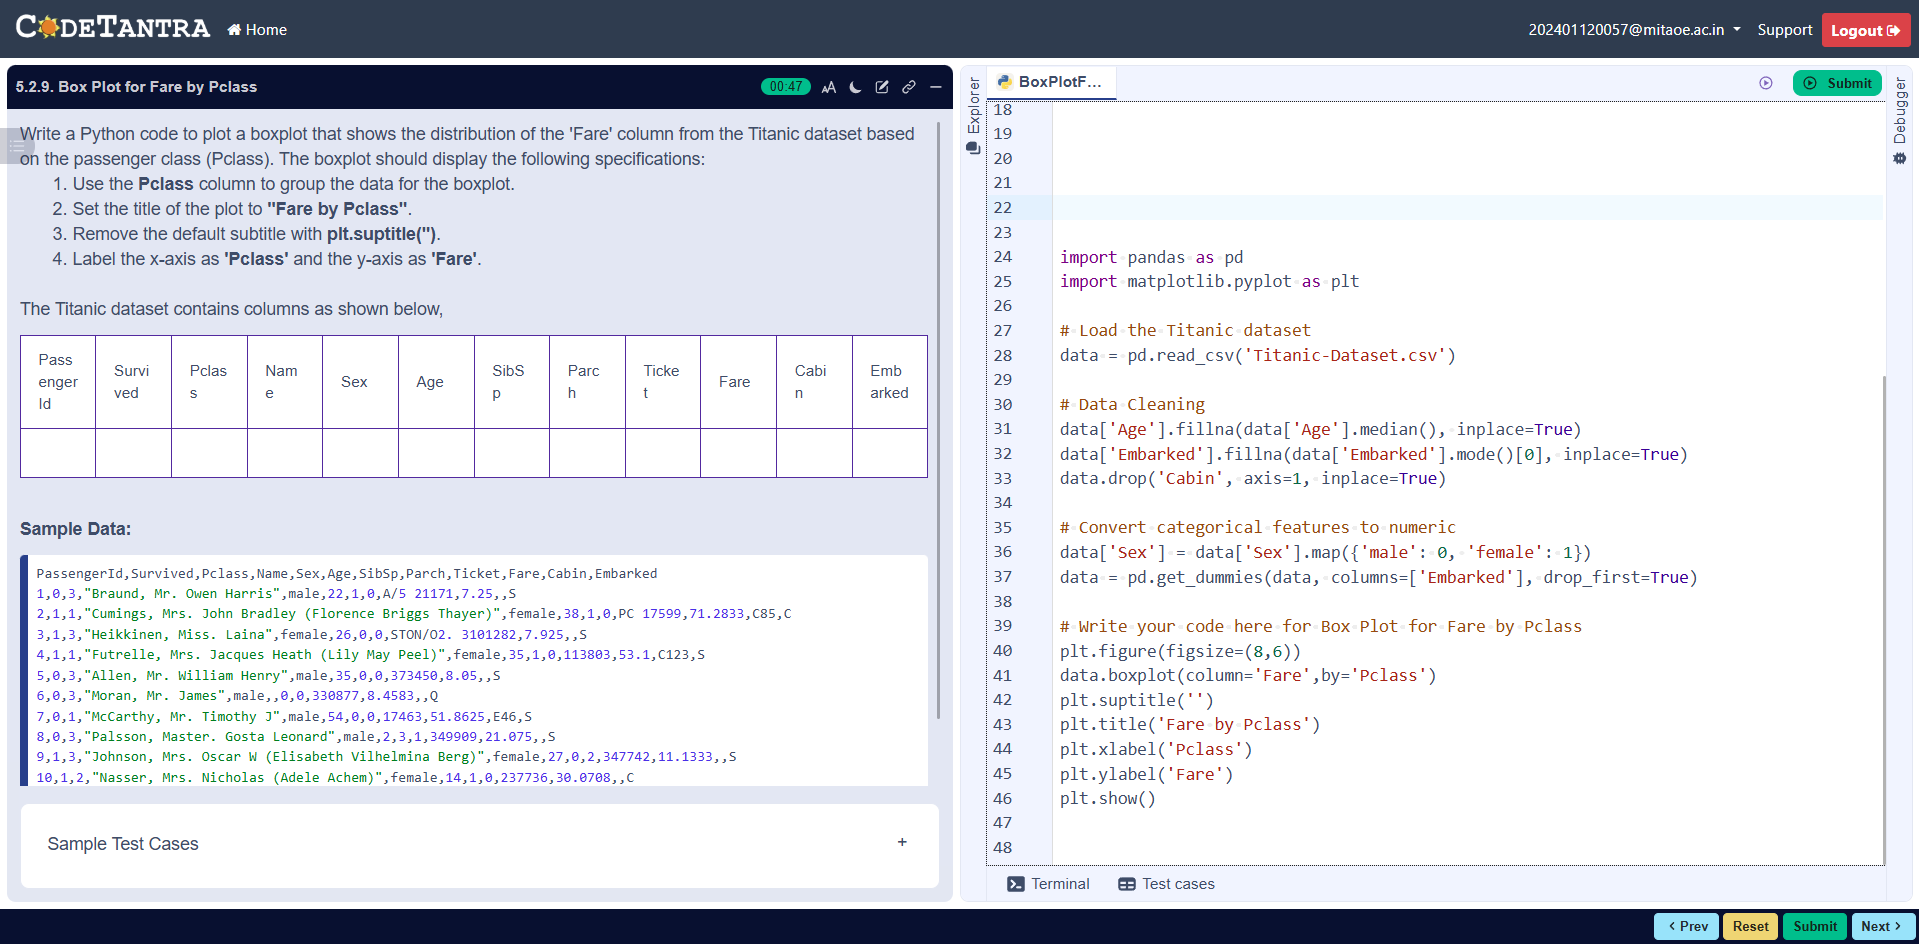 CODETANTRA Home
202401120057@mitaoe.ac.in Support Logout
5.2.9. Box Plot for Fare by Pclass 00:47
Write a Python code to plot a boxplot that shows the distribution of the 'Fare' column from the Titanic dataset based
on the passenger class (Pclass). The boxplot should display the following specifications:
1. Use the Pclass column to group the data for the boxplot.
2. Set the title of the plot to "Fare by Pclass".
3. Remove the default subtitle with plt.suptitle('').
4. Label the x-axis as 'Pclass' and the y-axis as 'Fare'.
The Titanic dataset contains columns as shown below,
Pass
enger
Id
Survi
ved
Pclas
s
Nam
e
Sex
Age
SibS
p
Parc
h
Ticke
t
Fare
Cabi
n
Emb
arked
Sample Data:
PassengerId,Survived,Pclass,Name,Sex,Age,SibSp,Parch,Ticket,Fare,Cabin,Embarked
1,0,3,"Braund, Mr. Owen Harris",male,22,1,0,A/5 21171,7.25,,S
2,1,1,"Cumings, Mrs. John Bradley (Florence Briggs Thayer)",female,38,1,0,PC 17599,71.2833,C85,C
3,1,3,"Heikkinen, Miss. Laina",female,26,0,0,STON/O2. 3101282,7.925,,S
4,1,1,"Futrelle, Mrs. Jacques Heath (Lily May Peel)",female,35,1,0,113803,53.1,C123,S
5,0,3,"Allen, Mr. William Henry",male,35,0,0,373450,8.05,,S
6,0,3,"Moran, Mr. James",male,,0,0,330877,8.4583,,Q
7,0,1,"McCarthy, Mr. Timothy J",male,54,0,0,17463,51.8625,E46,S
8,0,3,"Palsson, Master. Gosta Leonard",male,2,3,1,349909,21.075,,S
9,1,3,"Johnson, Mrs. Oscar W (Elisabeth Vilhelmina Berg)",female,27,0,2,347742,11.1333,,S
10,1,2,"Nasser, Mrs. Nicholas (Adele Achem)",female,14,1,0,237736,30.0708,,C
Sample Test Cases +
Explorer
BoxPlotF...
Submit
Debugger
18
19
20
21
22
23
24 import pandas as pd
25 import matplotlib.pyplot as plt
26
27 # Load the Titanic dataset
28 data = pd.read_csv('Titanic-Dataset.csv')
29
30 # Data Cleaning
31 data['Age'].fillna(data['Age'].median(), inplace=True)
32 data['Embarked'].fillna(data['Embarked'].mode()[0], inplace=True)
33 data.drop('Cabin', axis=1, inplace=True)
34
35 # Convert categorical features to numeric
36 data['Sex'] = data['Sex'].map({'male': 0, 'female': 1})
37 data = pd.get_dummies(data, columns=['Embarked'], drop_first=True)
38
39 # Write your code here for Box Plot for Fare by Pclass
40 plt.figure(figsize=(8,6))
41 data.boxplot(column='Fare',by='Pclass')
42 plt.suptitle('')
43 plt.title('Fare by Pclass')
44 plt.xlabel('Pclass')
45 plt.ylabel('Fare')
46 plt.show()
47
48
Terminal Test cases
< Prev Reset Submit Next >